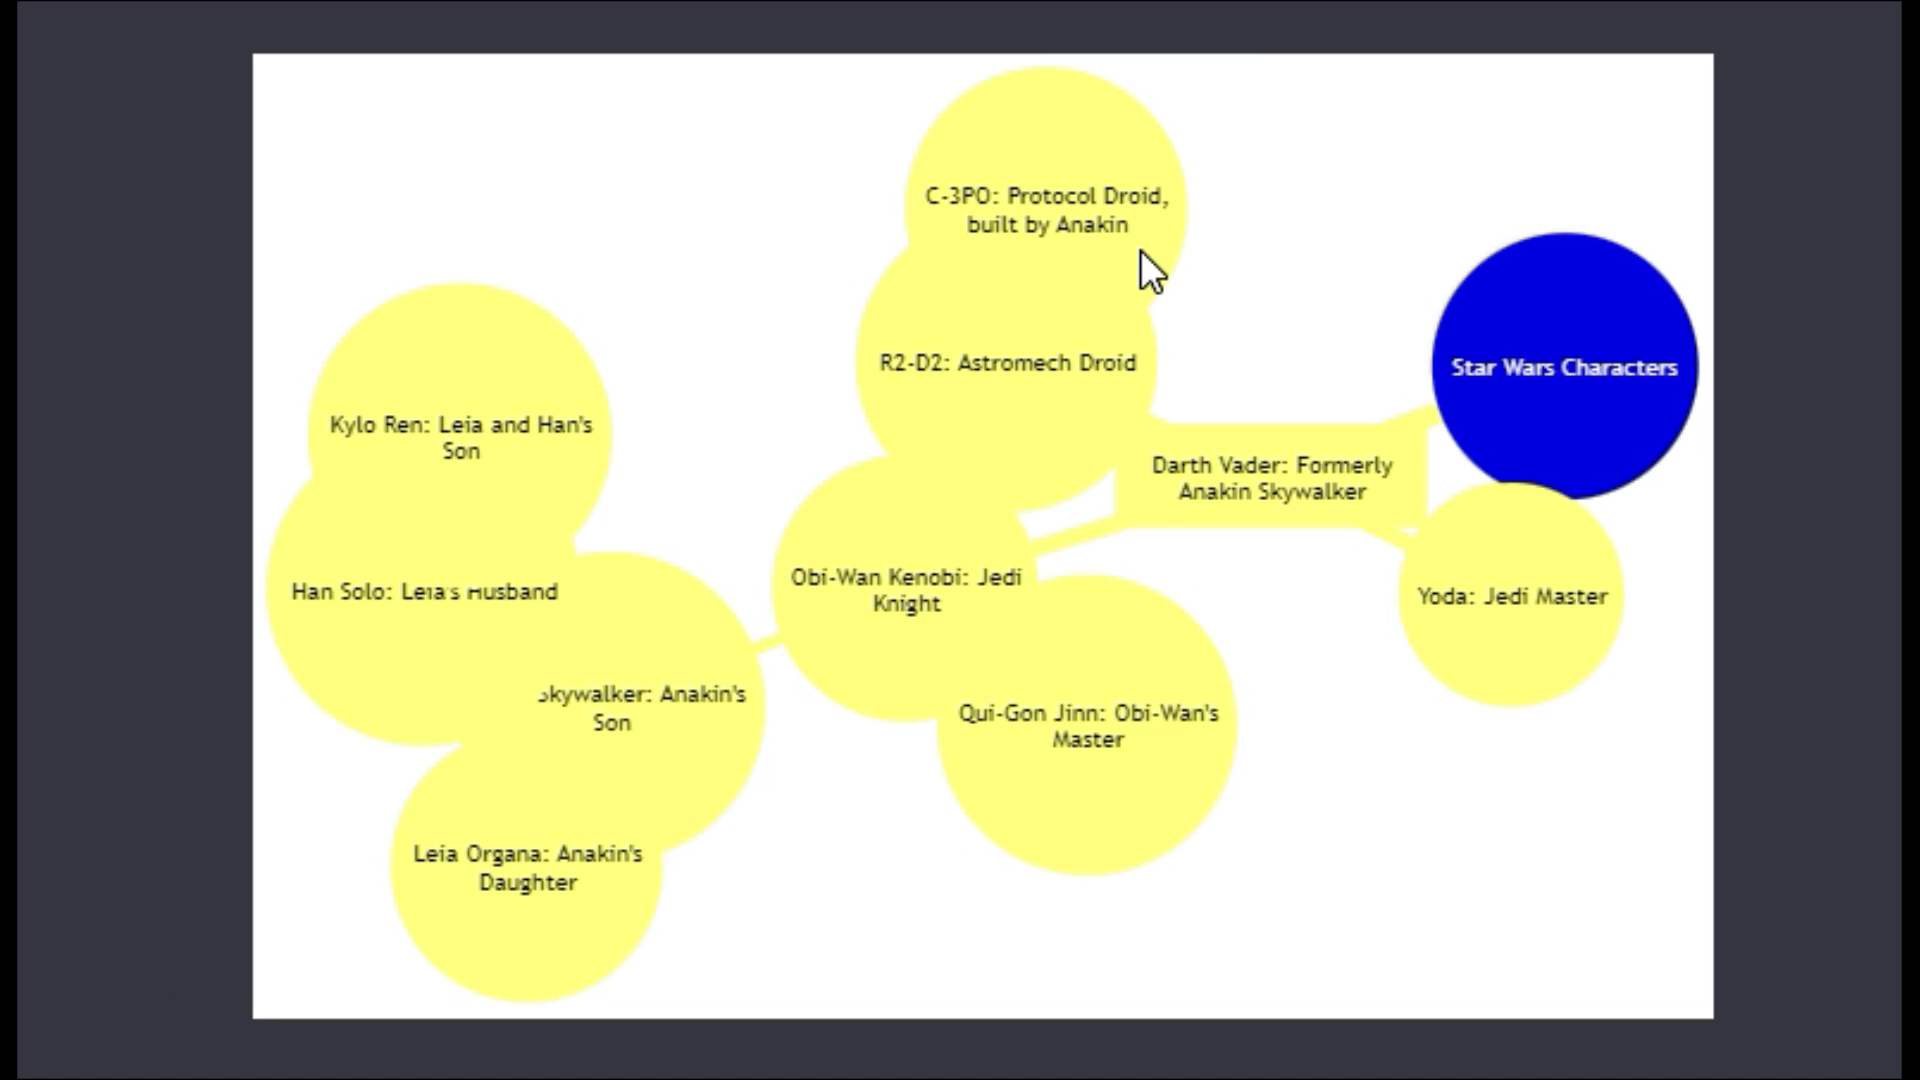 C-3PO: Protocol Droid,
built by Anakin
R2-D2: Astromech Droid
Star Wars Characters
Darth Vader: Formerly
Anakin Skywalker
Kylo Ren: Leia and Han's
Son
Han Solo: Leia's Husband
Obi-Wan Kenobi: Jedi
Knight
Yoda: Jedi Master
Skywalker: Anakin's
Son
Qui-Gon Jinn: Obi-Wan's
Master
Leia Organa: Anakin's
Daughter